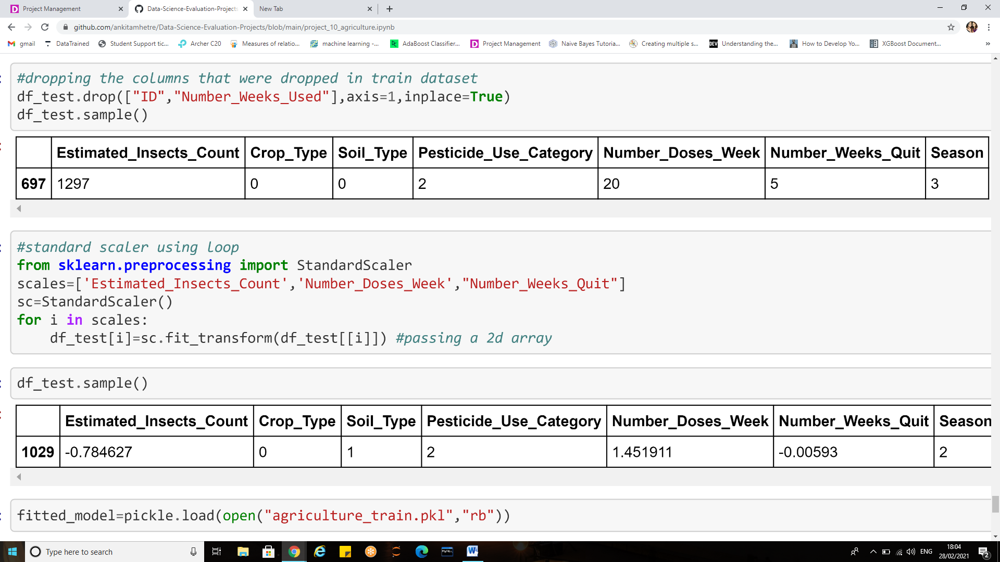 Project Management
Data-Science-Evaluation-Projects
New Tab
github.com/ankitamhetre/Data-Science-Evaluation-Projects/blob/main/project_10_agriculture.ipynb
gmail
DataTrained
Student Support tic...
Archer C20
Measures of relatio...
machine learning -...
AdaBoost Classifier...
Project Management
Naive Bayes Tutoria...
Creating multiple s...
DEV
Understanding the...
How to Develop Yo...
XGBoost Document...
»
#dropping the columns that were dropped in train dataset
df_test.drop(["ID","Number_Weeks_Used"],axis=1,inplace=True)
df_test.sample()
Estimated_Insects_Count Crop_Type Soil_Type Pesticide_Use_Category Number_Doses_Week Number_Weeks_Quit Season
697 1297 0 0 2 20 5 3
#standard scaler using loop
from sklearn.preprocessing import StandardScaler
scales=['Estimated_Insects_Count','Number_Doses_Week',"Number_Weeks_Quit"]
sc=StandardScaler()
for i in scales:
df_test[i]=sc.fit_transform(df_test[[i]]) #passing a 2d array
df_test.sample()
Estimated_Insects_Count Crop_Type Soil_Type Pesticide_Use_Category Number_Doses_Week Number_Weeks_Quit Season
1029 -0.784627 0 1 2 1.451911 -0.00593 2
fitted_model=pickle.load(open("agriculture_train.pkl","rb"))
Type here to search
MySQL
W
ENG
18:04
28/02/2021
2